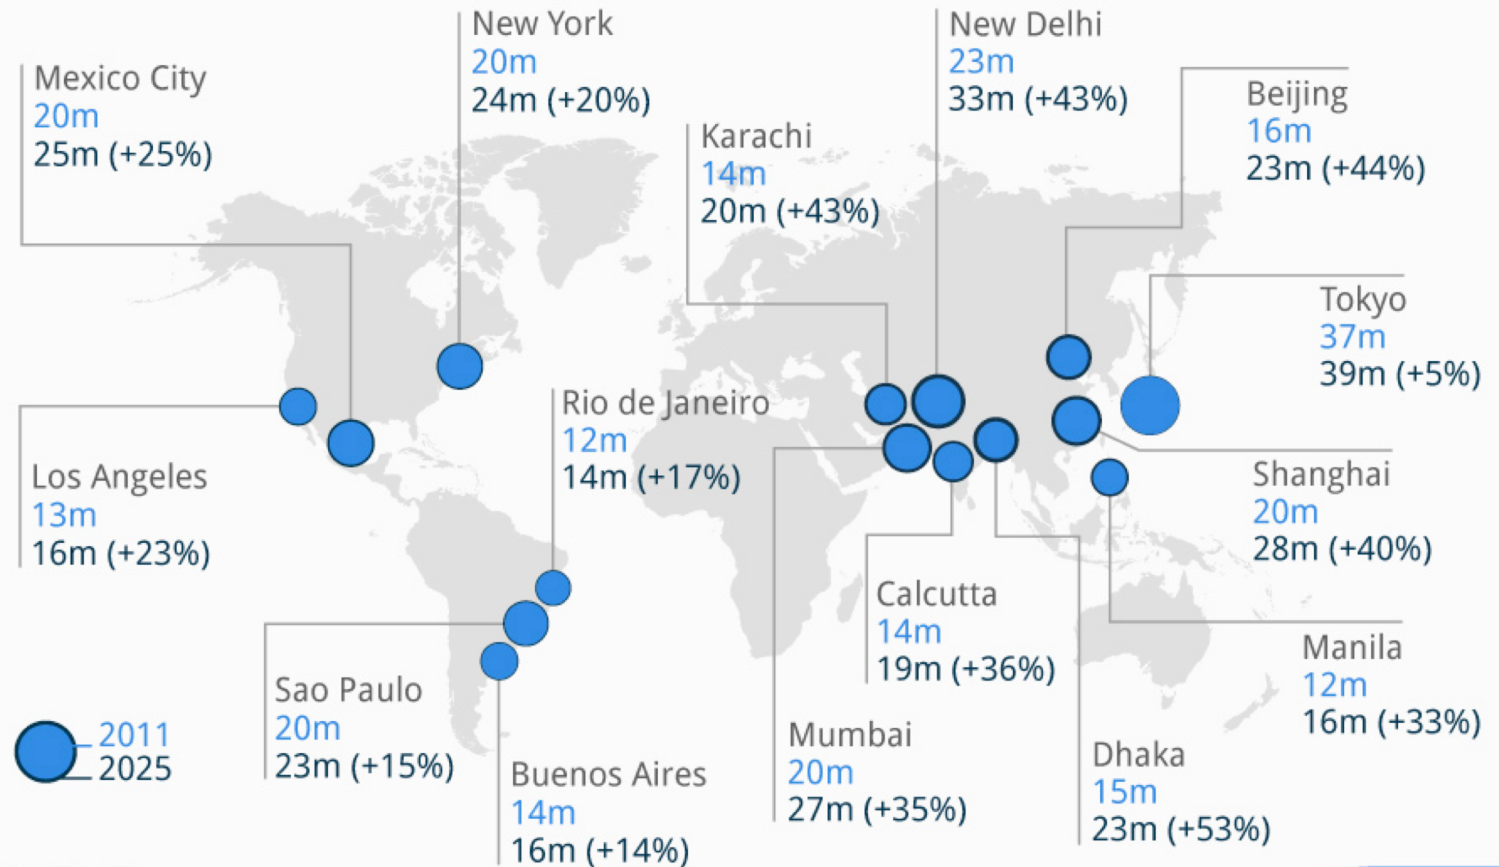 New York
20m
24m (+20%)
New Delhi
23m
33m (+43%)
Mexico City
20m
25m (+25%)
Beijing
16m
23m (+44%)
Karachi
14m
20m (+43%)
Tokyo
37m
39m (+5%)
Rio de Janeiro
12m
14m (+17%)
Los Angeles
13m
16m (+23%)
Shanghai
20m
28m (+40%)
Calcutta
14m
19m (+36%)
Manila
12m
16m (+33%)
Sao Paulo
20m
23m (+15%)
Mumbai
20m
27m (+35%)
Dhaka
15m
23m (+53%)
Buenos Aires
14m
16m (+14%)
2011
2025